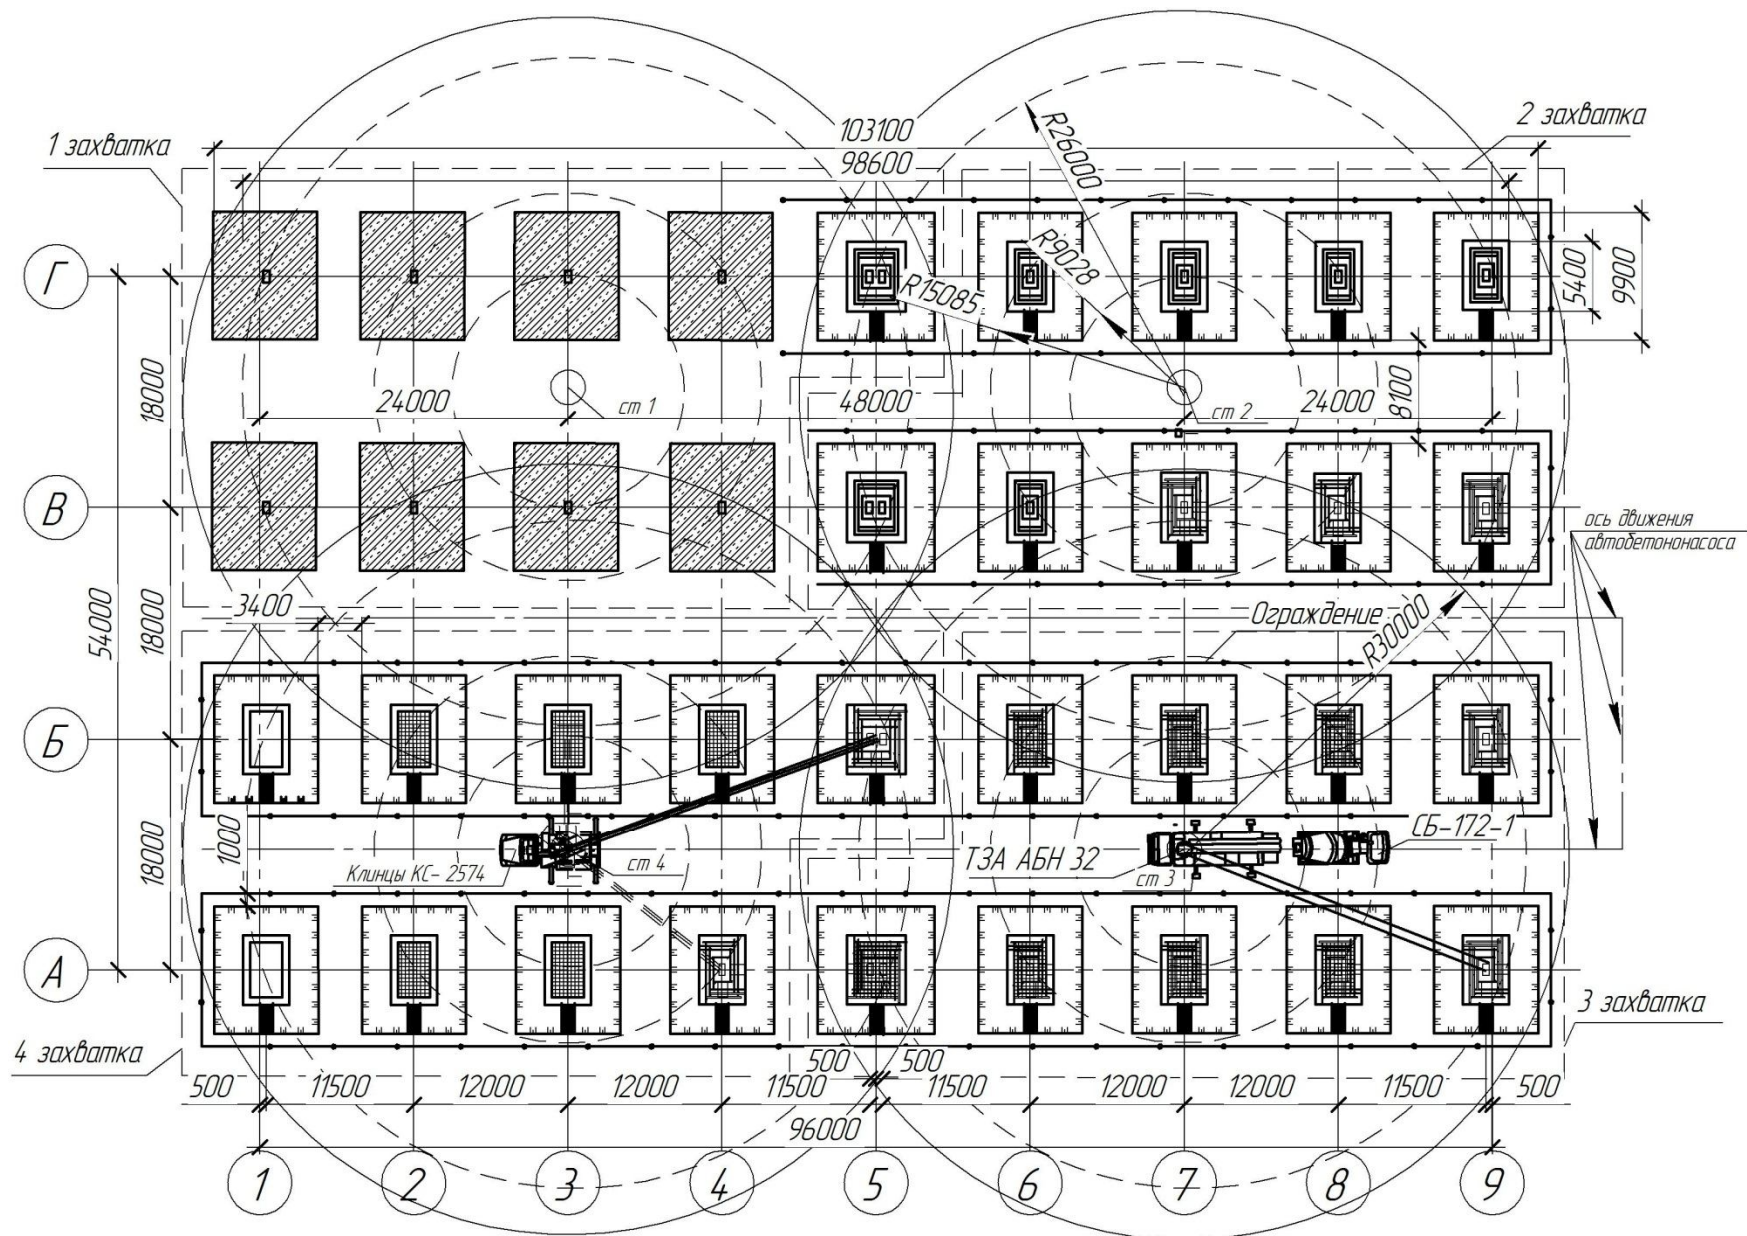 1 захватка
103100
98600
2 захватка
R26000
R9028
R15085
5400
9900
8100
Г
18000
24000
ст 1
48000
ст 2
24000
В
ось движения
автобетононасоса
3400
54000
18000
Ограждение
R30000
Б
1000
18000
Клинцы КС- 2574
ст 4
ТЗА АБН 32
ст 3
СБ-172-1
А
3 захватка
4 захватка
500
11500
12000
12000
11500
500
500
11500
12000
12000
11500
500
96000
1
2
3
4
5
6
7
8
9